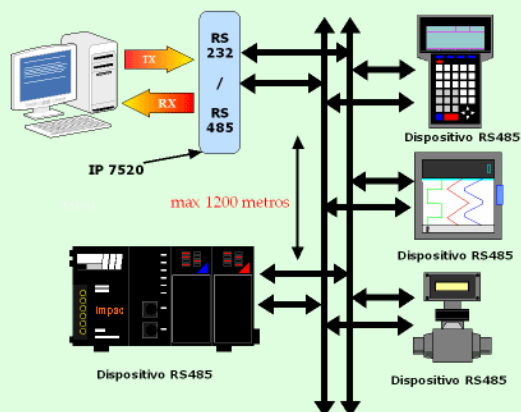 TX
RX
RS
232
/
RS
485
IP 7520
max 1200 metros
Dispositivo RS485
Dispositivo RS485
Dispositivo RS485
Impac
Dispositivo RS485